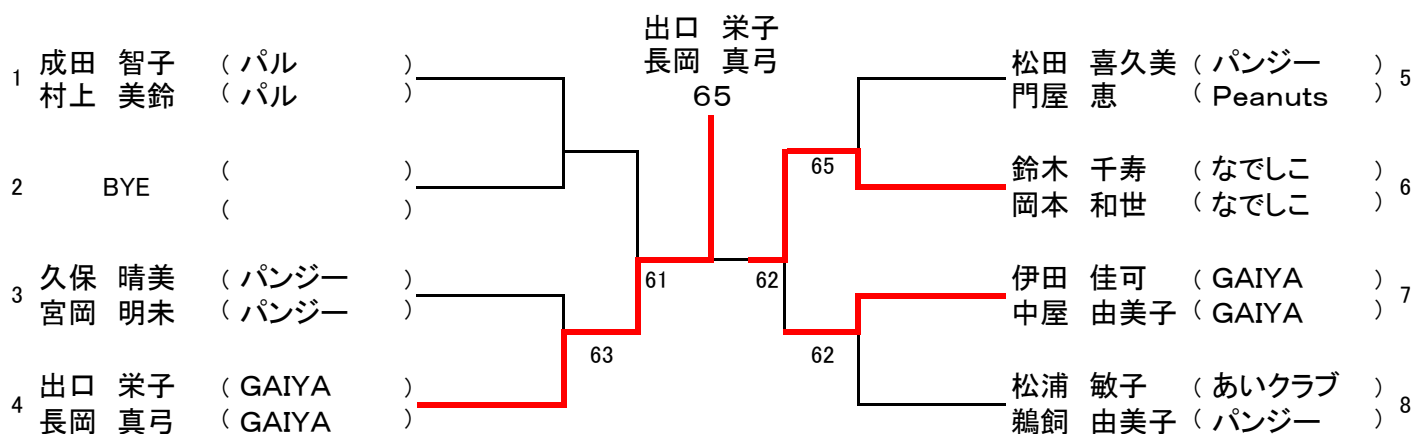 出口 栄子
長岡 真弓
65
1 成田 智子 ( パル )
村上 美鈴 ( パル )
2 BYE ( )
( )
3 久保 晴美 ( パンジー )
宮岡 明未 ( パンジー )
4 出口 栄子 ( GAIYA )
長岡 真弓 ( GAIYA )
61
63
65
62
62
松田 喜久美 ( パンジー ) 5
門屋 恵 ( Peanuts )
鈴木 千寿 ( なでしこ ) 6
岡本 和世 ( なでしこ )
伊田 佳可 ( GAIYA ) 7
中屋 由美子 ( GAIYA )
松浦 敏子 ( あいクラブ ) 8
鵜飼 由美子 ( パンジー )